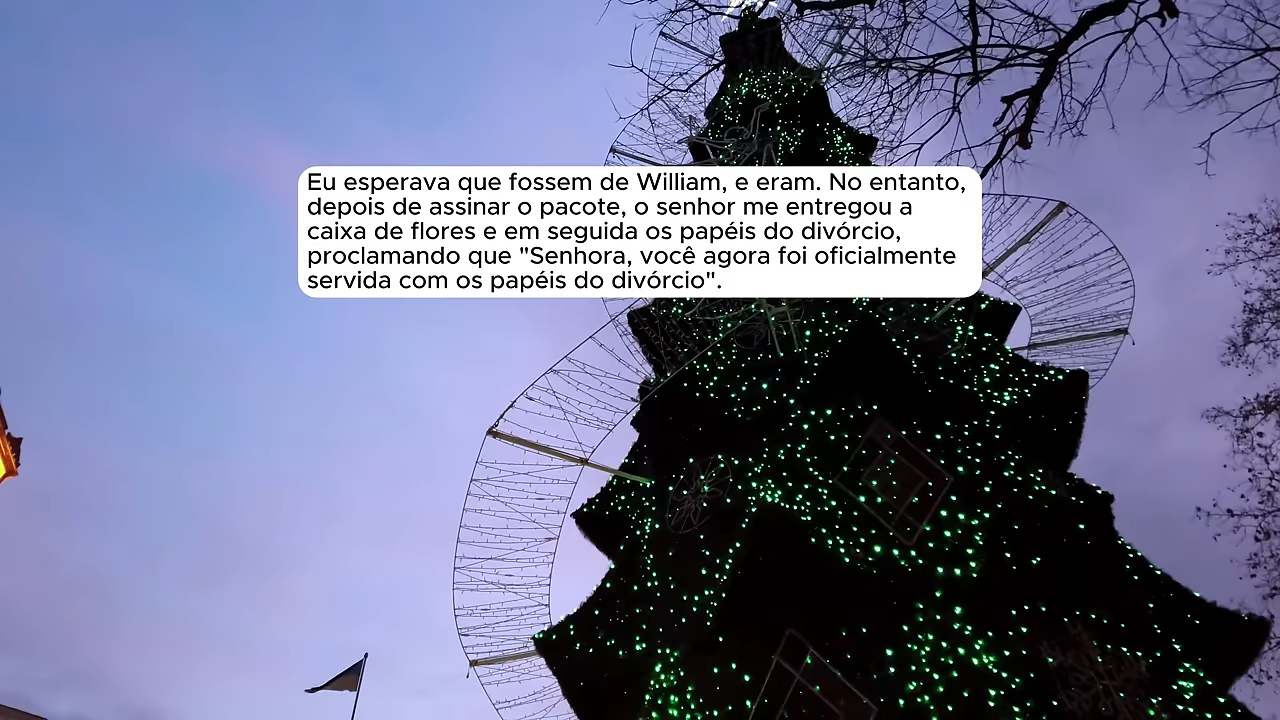 Eu esperava que fossem de William, e eram. No entanto,
depois de assinar o pacote, o senhor me entregou a
caixa de flores e em seguida os papéis do divórcio,
proclamando que "Senhora, você agora foi oficialmente
servida com os papéis do divórcio".